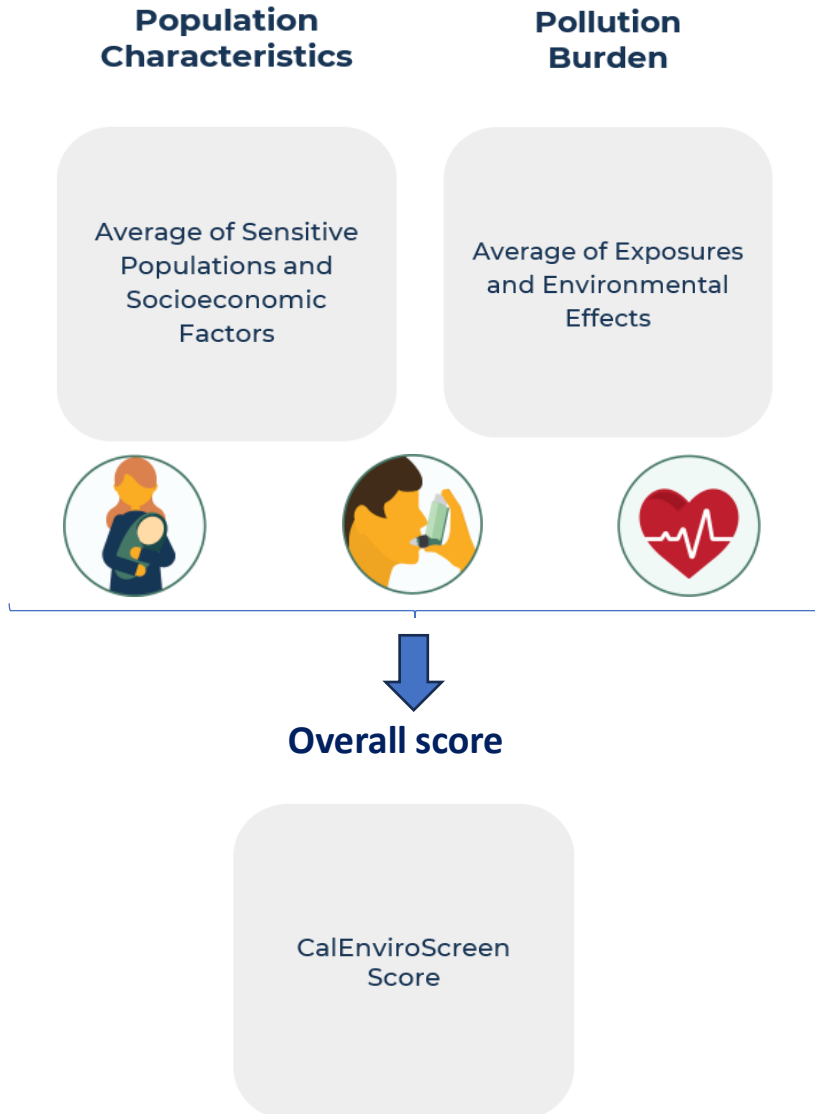 Population
Characteristics
Pollution
Burden
Average of Sensitive
Populations and
Socioeconomic
Factors
Average of Exposures
and Environmental
Effects
Overall score
CalEnviroScreen
Score